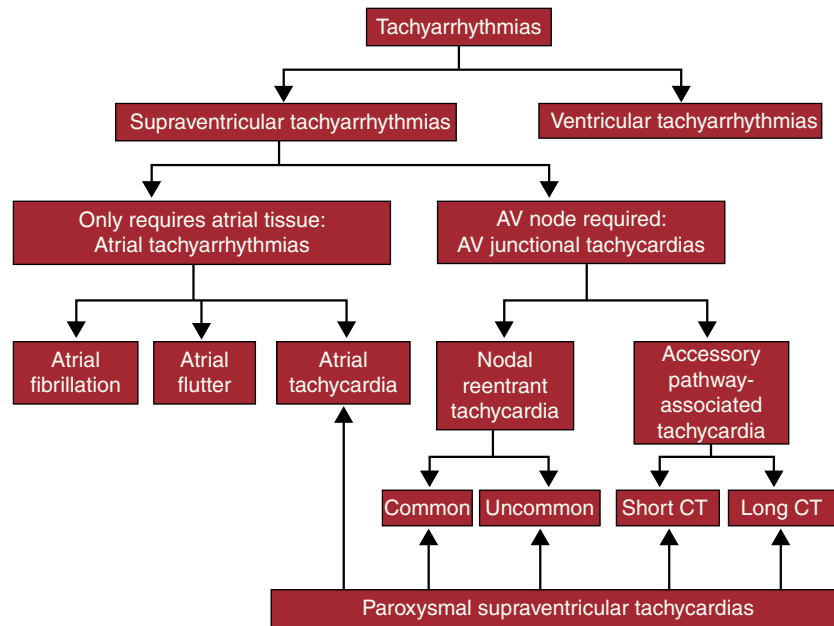 Tachyarrhythmias
Supraventricular tachyarrhythmias
Ventricular tachyarrhythmias
Only requires atrial tissue:
Atrial tachyarrhythmias
AV node required:
AV junctional tachycardias
Atrial
fibrillation
Atrial
flutter
Atrial
tachycardia
Nodal
reentrant
tachycardia
Accessory
pathway-
associated
tachycardia
Common
Uncommon
Short CT
Long CT
Paroxysmal supraventricular tachycardias